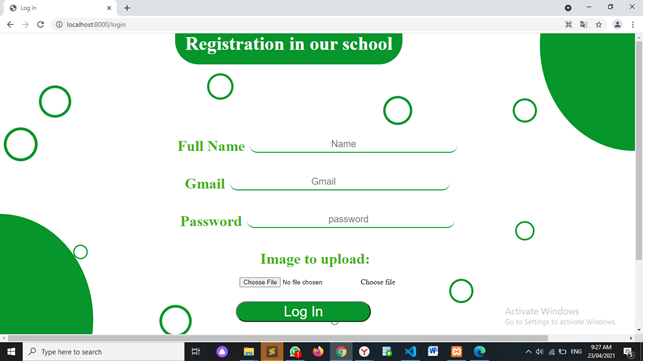 Log In
localhost:8000/login
Registration in our school
Full Name Name
Gmail Gmail
Password password
Image to upload:
Choose File No file chosen Choose file
Log In
Activate Windows
Go to Settings to activate Windows.
Type here to search
ENG
9:27 AM
23/04/2021